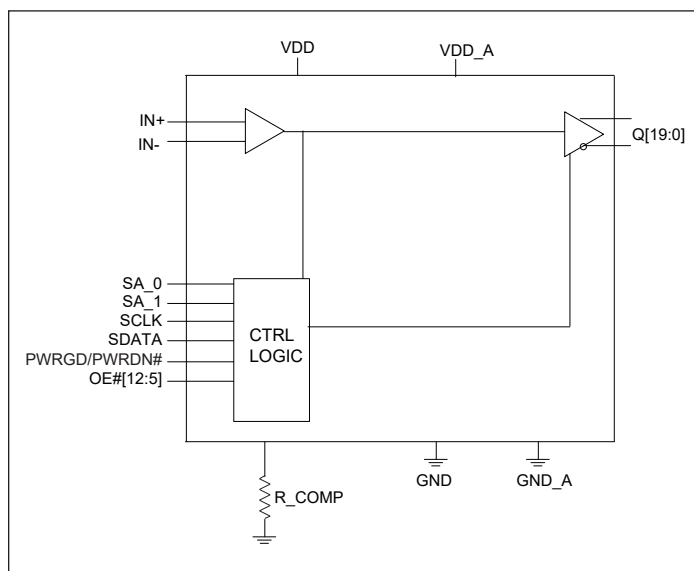 VDD
VDD_A
IN+
IN-
Q[19:0]
SA_0
SA_1
SCLK
SDATA
PWRGD/PWRDN#
OE#[12:5]
CTRL
LOGIC
R_COMP
GND
GND_A